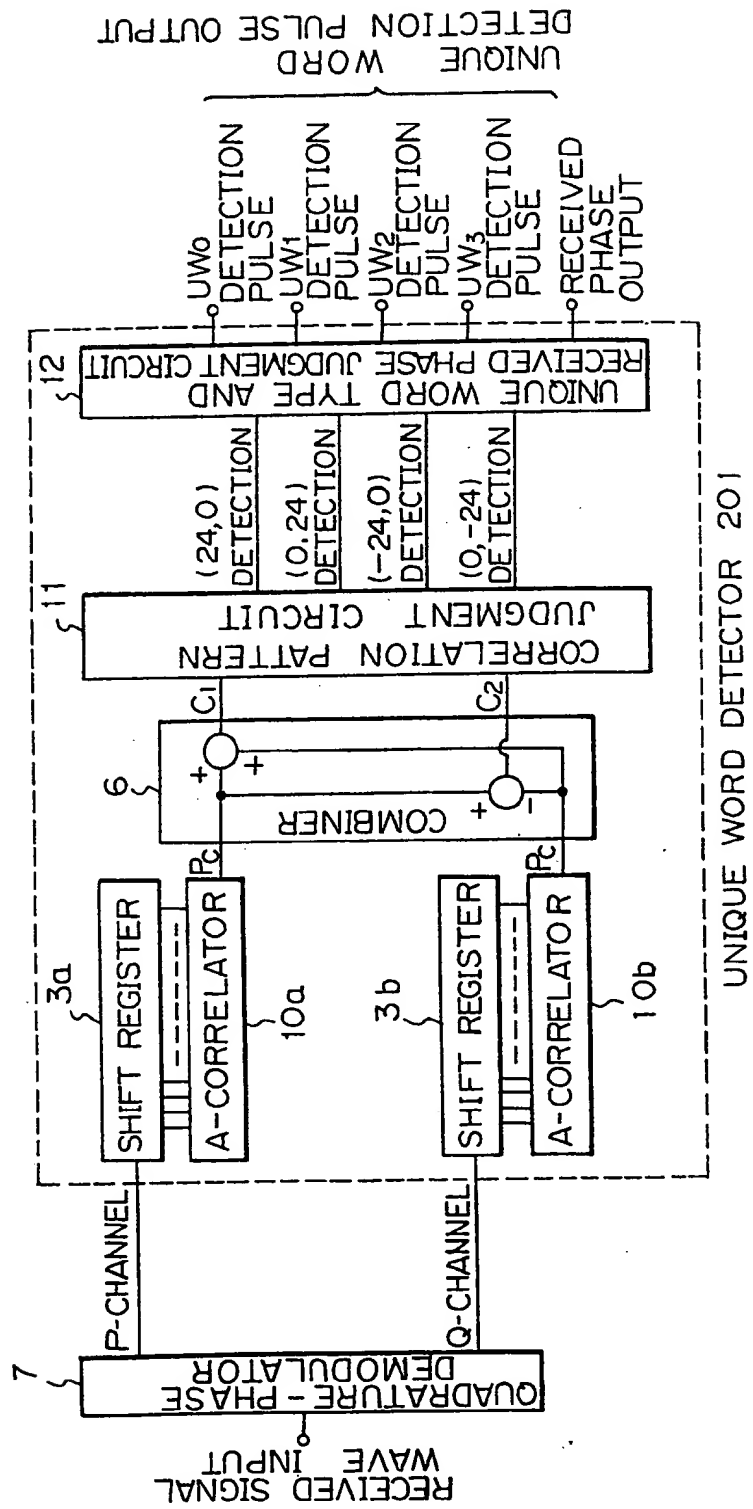 RECEIVED SIGNAL
WAVE INPUT
7
QUADRATURE-PHASE
DEMODULATOR
P-CHANNEL
Q-CHANNEL
3a
SHIFT REGISTER
A-CORRELATOR
10a
3b
SHIFT REGISTER
A-CORRELATOR
10b
PC
PC
6
COMBINER
+
+
+
-
C1
C2
11
CORRELATION PATTERN
JUDGMENT CIRCUIT
(24,0)
DETECTION
(0,24)
DETECTION
(-24,0)
DETECTION
(0,-24)
DETECTION
12
UNIQUE WORD TYPE AND
RECEIVED PHASE JUDGMENT CIRCUIT
UW0
DETECTION
PULSE
UW1
DETECTION
PULSE
UW2
DETECTION
PULSE
UW3
DETECTION
PULSE
RECEIVED
PHASE
OUTPUT
UNIQUE WORD
DETECTION PULSE OUTPUT
UNIQUE WORD DETECTOR 201